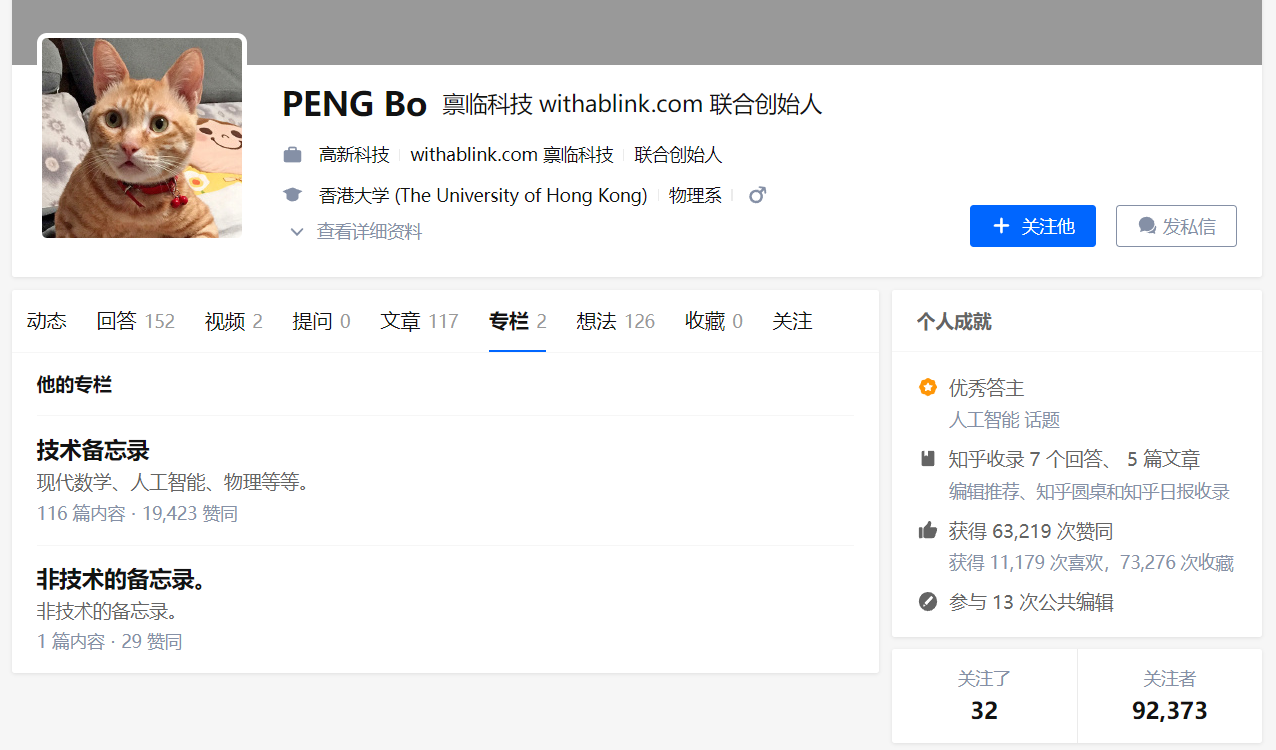 PENG Bo 禀临科技 withablink.com 联合创始人
高新科技 withablink.com 禀临科技 联合创始人
香港大学 (The University of Hong Kong) 物理系
查看详细资料
关注他 发私信
动态 回答 152 视频 2 提问 0 文章 117 专栏 2 想法 126 收藏 0 关注
他的专栏
技术备忘录
现代数学、人工智能、物理等等。
116 篇内容 · 19,423 赞同
非技术的备忘录。
非技术的备忘录。
1 篇内容 · 29 赞同
个人成就
优秀答主
人工智能 话题
知乎收录 7 个回答、 5 篇文章
编辑推荐、知乎圆桌和知乎日报收录
获得 63,219 次赞同
获得 11,179 次喜欢，73,276 次收藏
参与 13 次公共编辑
关注了 关注者
32 92,373